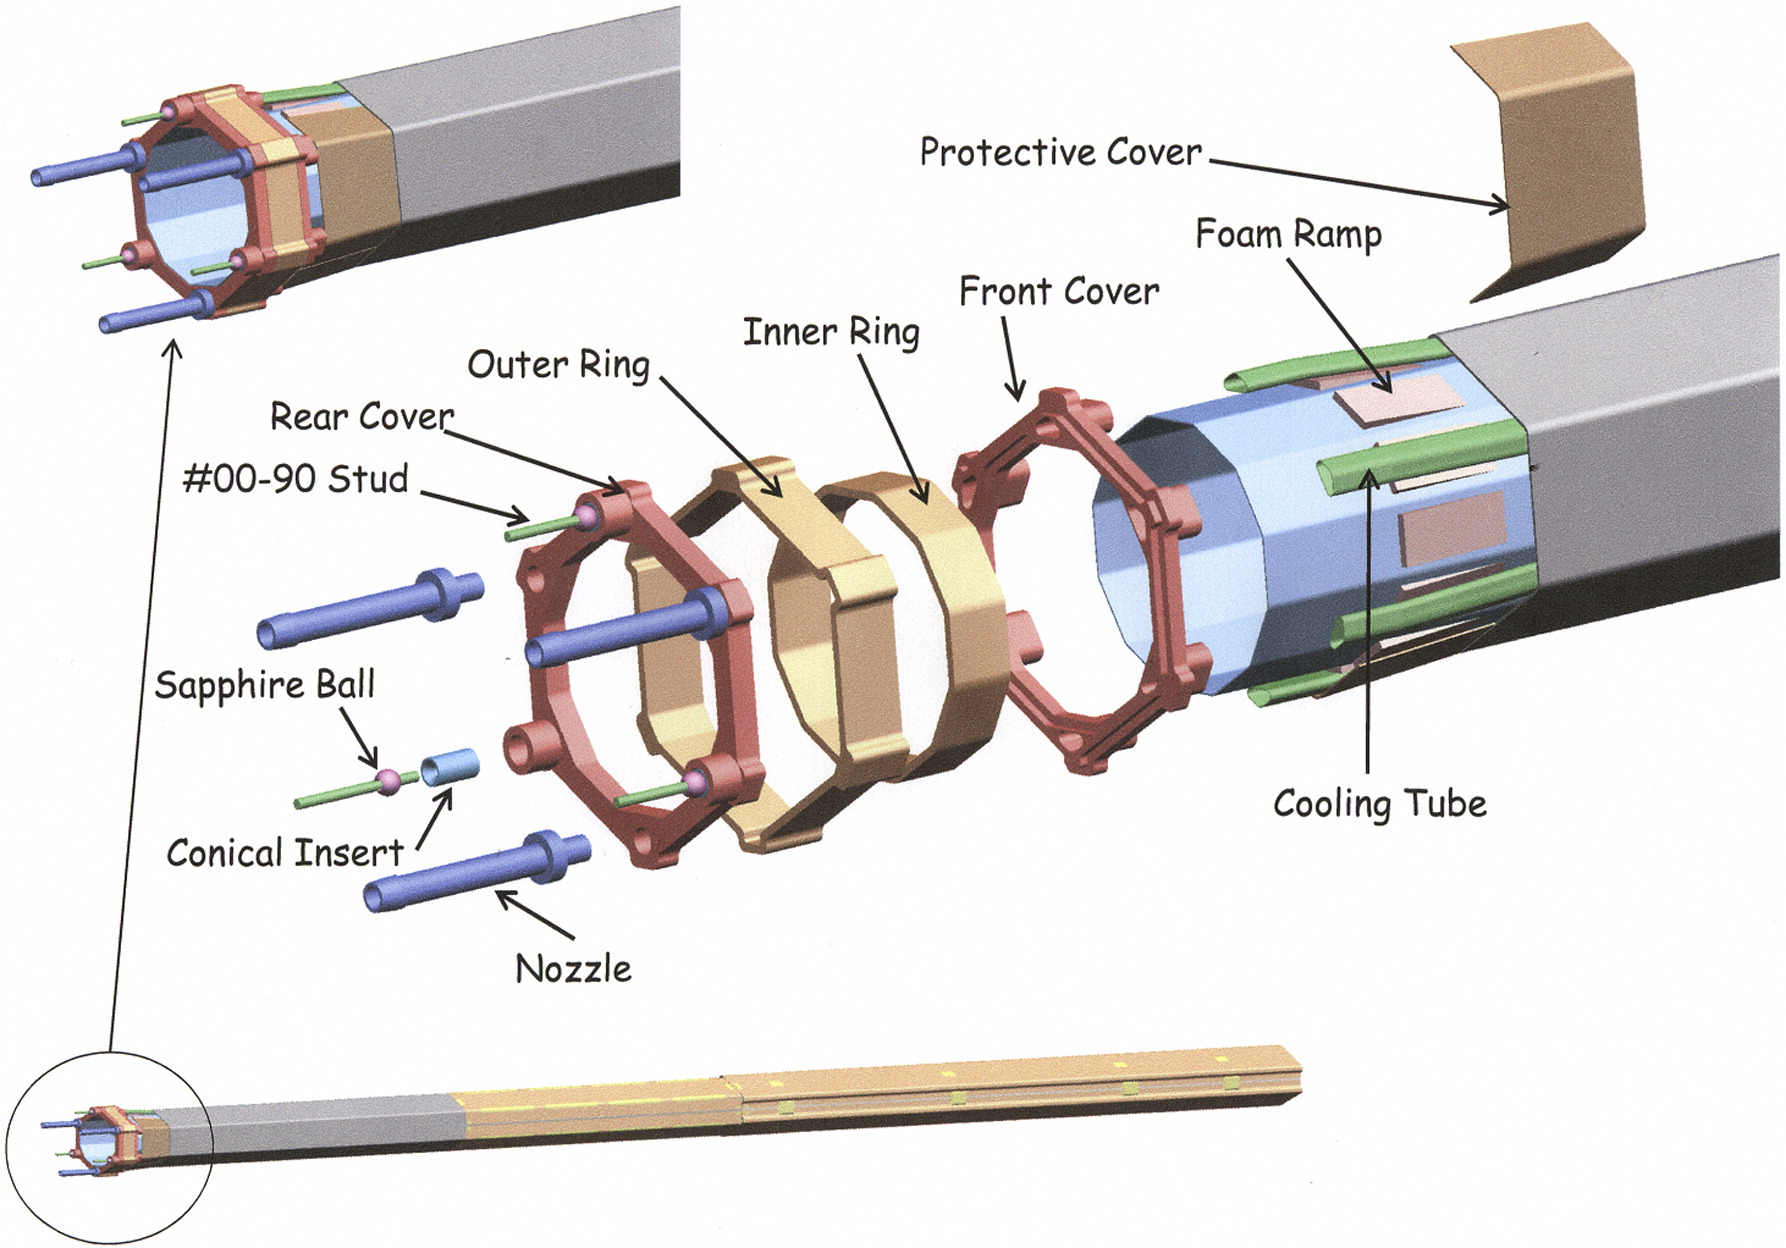 Protective Cover
Foam Ramp
Front Cover
Inner Ring
Outer Ring
Rear Cover
#00-90 Stud
Sapphire Ball
Conical Insert
Cooling Tube
Nozzle